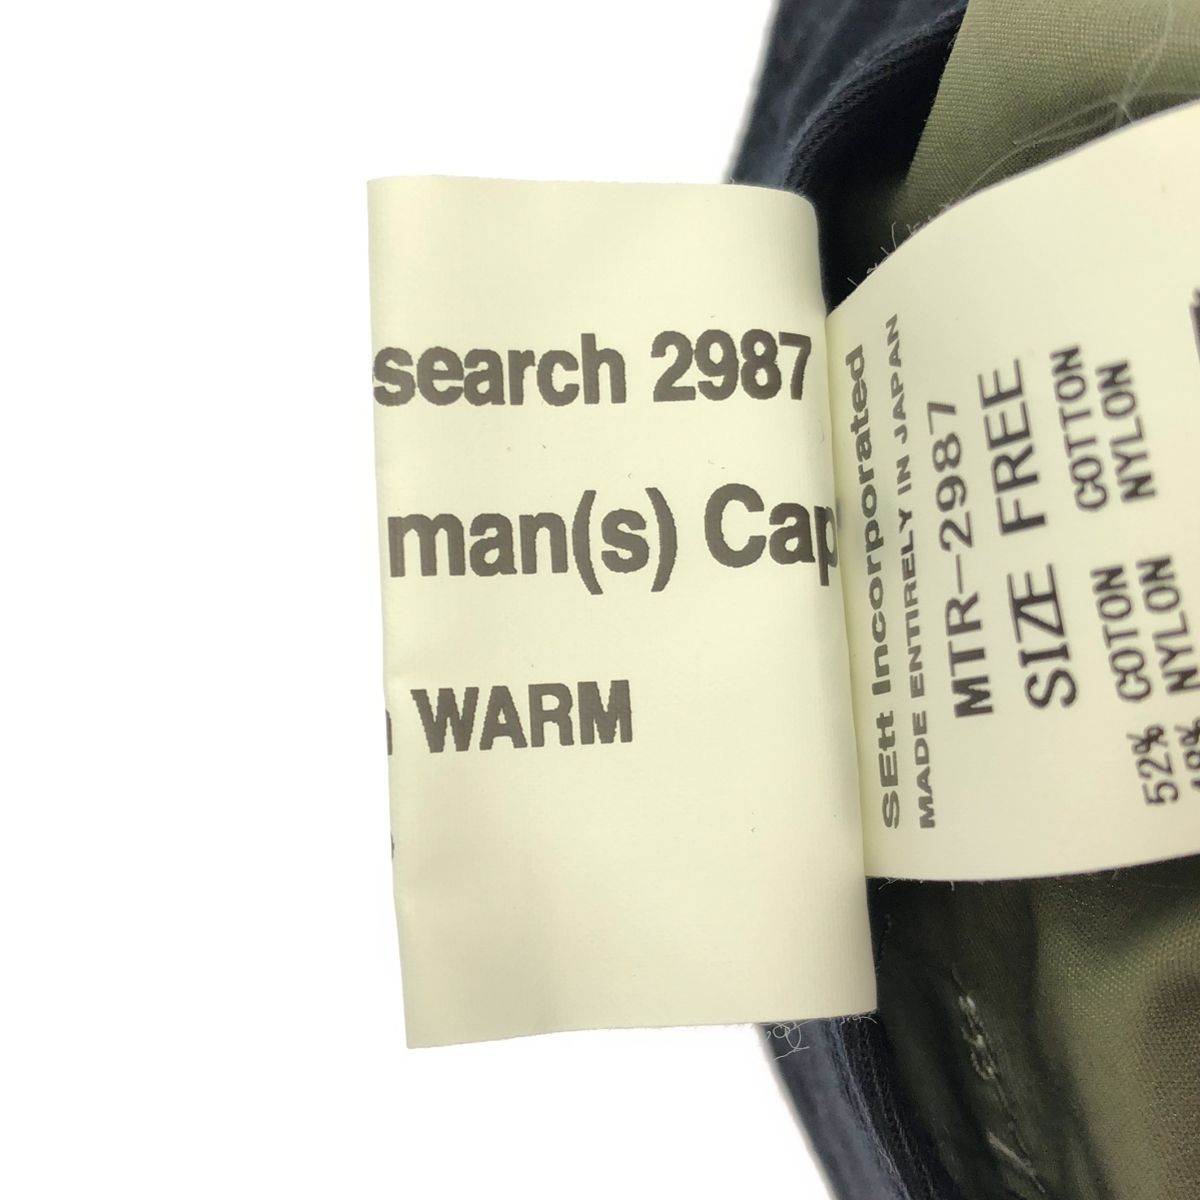 search 2987
man(s) Cap
WARM
SEtt Incorporated
MADE ENTIRELY IN JAPAN
MTR-2987
SIZE FREE
COTON COTTON
NYLON NYLON
52%
48%